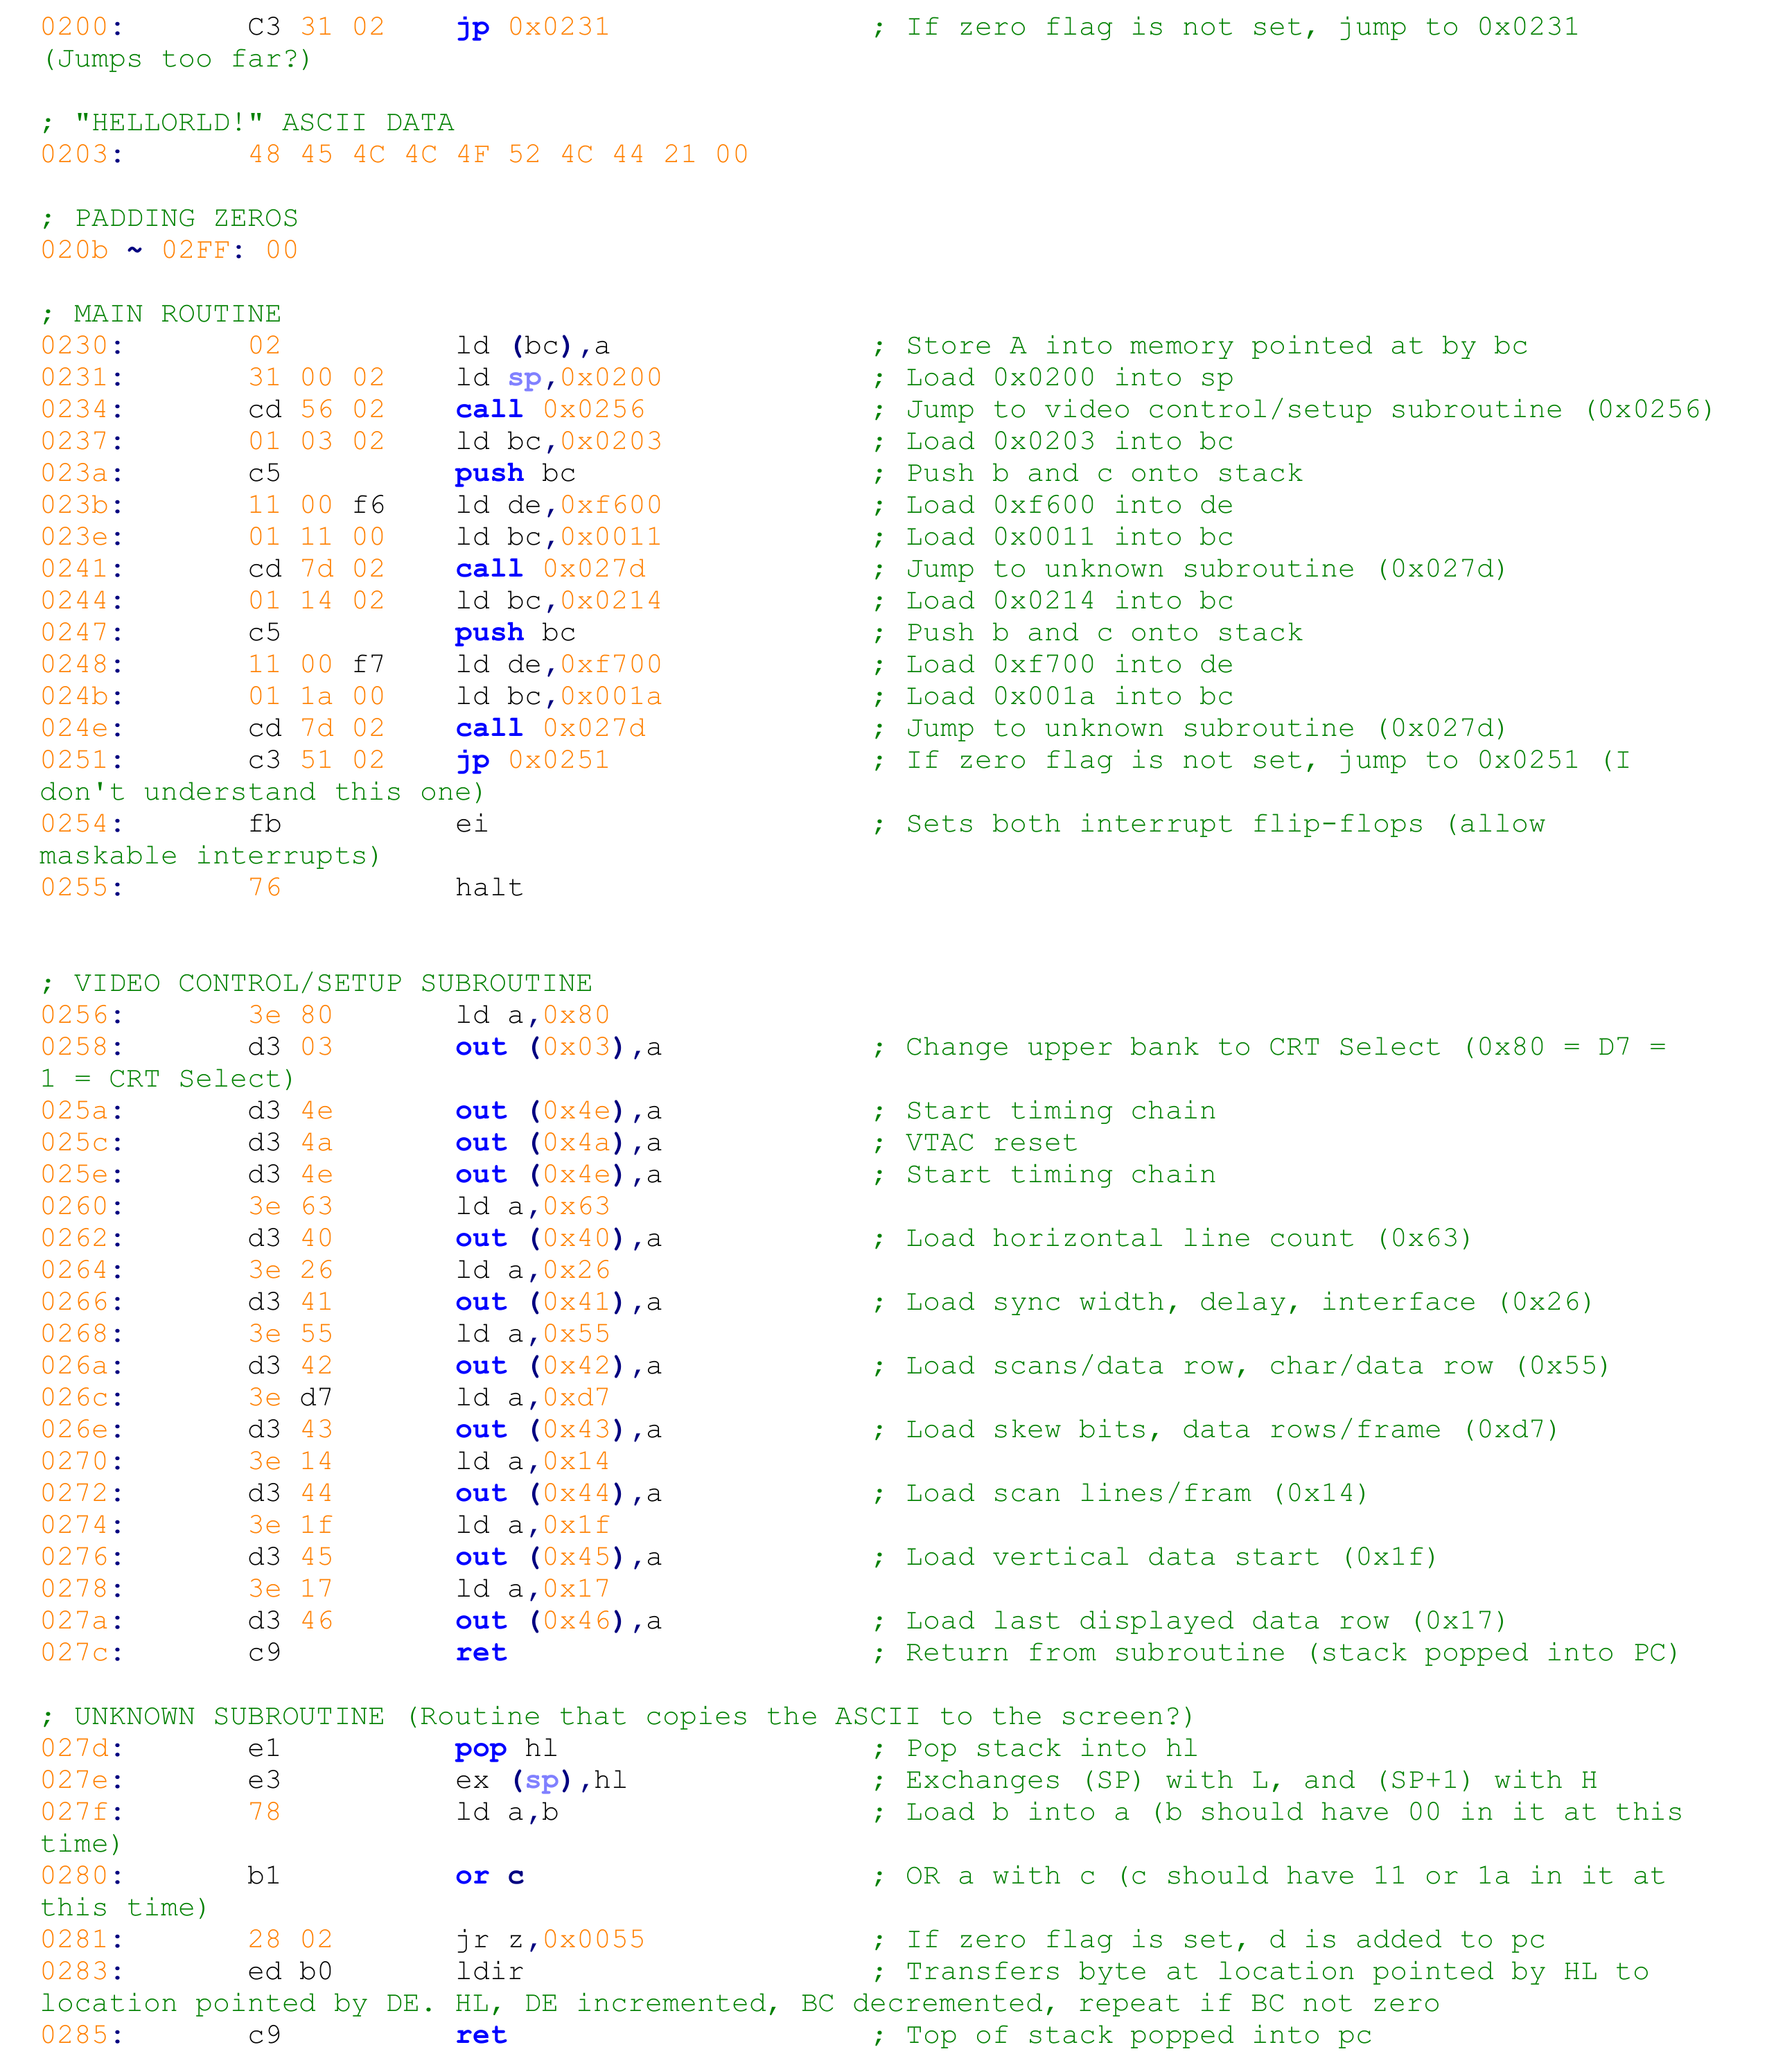 0200: C3 31 02 jp 0x0231 ; If zero flag is not set, jump to 0x0231
(Jumps too far?)
; "HELLORLD!" ASCII DATA
0203: 48 45 4C 4C 4F 52 4C 44 21 00
; PADDING ZEROS
020b ~ 02FF: 00
; MAIN ROUTINE
0230: 02 ld (bc),a ; Store A into memory pointed at by bc
0231: 31 00 02 ld sp,0x0200 ; Load 0x0200 into sp
0234: cd 56 02 call 0x0256 ; Jump to video control/setup subroutine (0x0256)
0237: 01 03 02 ld bc,0x0203 ; Load 0x0203 into bc
023a: c5 push bc ; Push b and c onto stack
023b: 11 00 f6 ld de,0xf600 ; Load 0xf600 into de
023e: 01 11 00 ld bc,0x0011 ; Load 0x0011 into bc
0241: cd 7d 02 call 0x027d ; Jump to unknown subroutine (0x027d)
0244: 01 14 02 ld bc,0x0214 ; Load 0x0214 into bc
0247: c5 push bc ; Push b and c onto stack
0248: 11 00 f7 ld de,0xf700 ; Load 0xf700 into de
024b: 01 1a 00 ld bc,0x001a ; Load 0x001a into bc
024e: cd 7d 02 call 0x027d ; Jump to unknown subroutine (0x027d)
0251: c3 51 02 jp 0x0251 ; If zero flag is not set, jump to 0x0251 (I
don't understand this one)
0254: fb ei ; Sets both interrupt flip-flops (allow
maskable interrupts)
0255: 76 halt
; VIDEO CONTROL/SETUP SUBROUTINE
0256: 3e 80 ld a,0x80
0258: d3 03 out (0x03),a ; Change upper bank to CRT Select (0x80 = D7 =
1 = CRT Select)
025a: d3 4e out (0x4e),a ; Start timing chain
025c: d3 4a out (0x4a),a ; VTAC reset
025e: d3 4e out (0x4e),a ; Start timing chain
0260: 3e 63 ld a,0x63
0262: d3 40 out (0x40),a ; Load horizontal line count (0x63)
0264: 3e 26 ld a,0x26
0266: d3 41 out (0x41),a ; Load sync width, delay, interface (0x26)
0268: 3e 55 ld a,0x55
026a: d3 42 out (0x42),a ; Load scans/data row, char/data row (0x55)
026c: 3e d7 ld a,0xd7
026e: d3 43 out (0x43),a ; Load skew bits, data rows/frame (0xd7)
0270: 3e 14 ld a,0x14
0272: d3 44 out (0x44),a ; Load scan lines/fram (0x14)
0274: 3e 1f ld a,0x1f
0276: d3 45 out (0x45),a ; Load vertical data start (0x1f)
0278: 3e 17 ld a,0x17
027a: d3 46 out (0x46),a ; Load last displayed data row (0x17)
027c: c9 ret ; Return from subroutine (stack popped into PC)
; UNKNOWN SUBROUTINE (Routine that copies the ASCII to the screen?)
027d: e1 pop hl ; Pop stack into hl
027e: e3 ex (sp),hl ; Exchanges (SP) with L, and (SP+1) with H
027f: 78 ld a,b ; Load b into a (b should have 00 in it at this
time)
0280: b1 or c ; OR a with c (c should have 11 or 1a in it at
this time)
0281: 28 02 jr z,0x0055 ; If zero flag is set, d is added to pc
0283: ed b0 ldir ; Transfers byte at location pointed by HL to
location pointed by DE. HL, DE incremented, BC decremented, repeat if BC not zero
0285: c9 ret ; Top of stack popped into pc